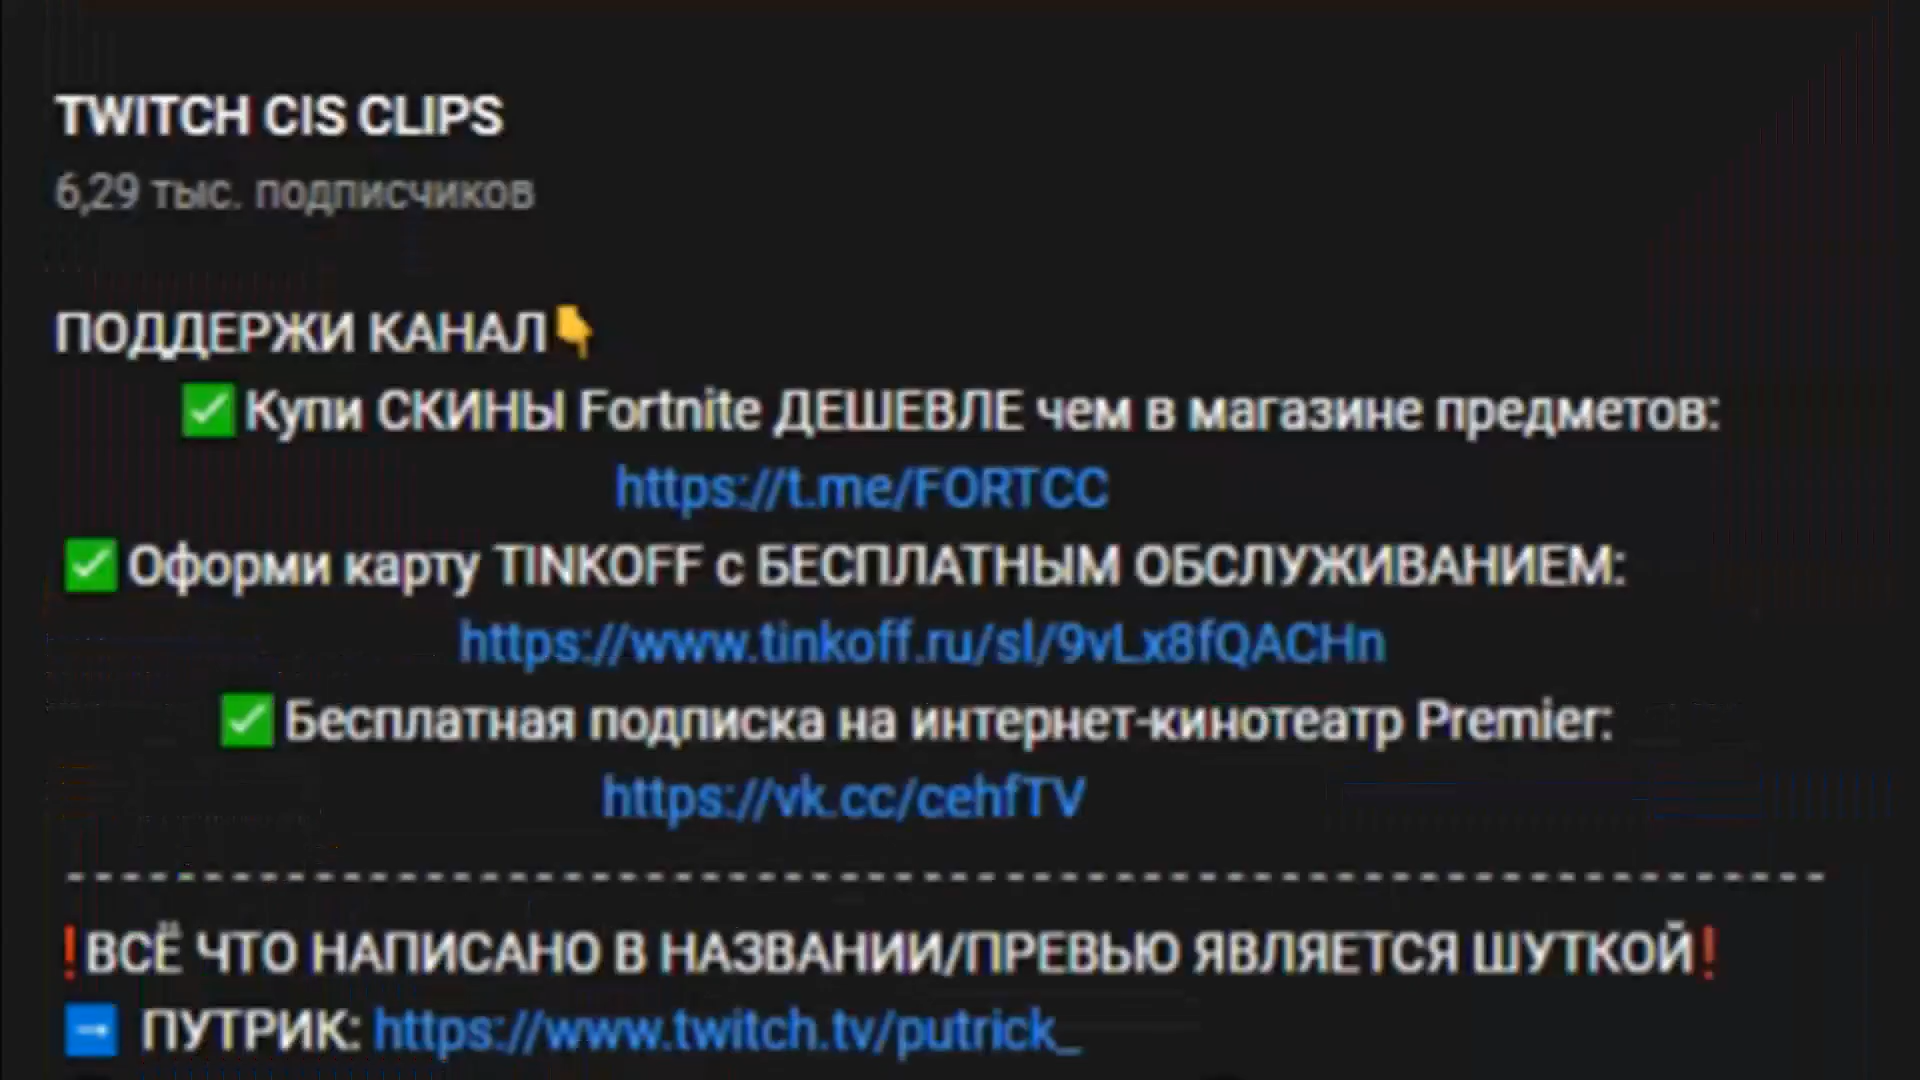 TWITCH CIS CLIPS
6,29 тыс. подписчиков
ПОДДЕРЖИ КАНАЛ👇
✅ Купи СКИНЫ Fortnite ДЕШЕВЛЕ чем в магазине предметов:
https://t.me/FORTCC
✅ Оформи карту TINKOFF с БЕСПЛАТНЫМ ОБСЛУЖИВАНИЕМ:
https://www.tinkoff.ru/sl/9vLx8fQACHn
✅ Бесплатная подписка на интернет-кинотеатр Premier:
https://vk.cc/cehfTV
----------------------------------------------------------------
❗ВСЁ ЧТО НАПИСАНО В НАЗВАНИИ/ПРЕВЬЮ ЯВЛЯЕТСЯ ШУТКОЙ❗
➡ ПУТРИК: https://www.twitch.tv/putrick_